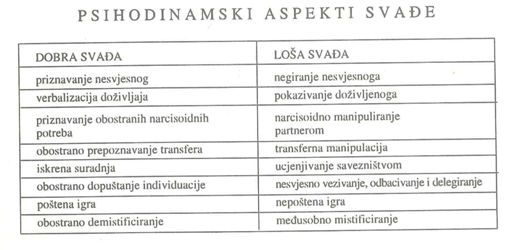 PSIHODINAMSKI ASPEKTI SVAĐE
DOBRA SVAĐA LOŠA SVAĐA
priznavanje nesvjesnog negiranje nesvjesnoga
verbalizacija doživljaja pokazivanje doživljenoga
priznavanje obostranih narcisoidnih narcisoidno manipuliranje
potreba partnerom
obostrano prepoznavanje transfera transferna manipulacija
iskrena suradnja ucjenjivanje savezništvom
obostrano dopuštanje individuacije nesvjesno vezivanje, odbacivanje i delegiranje
poštena igra nepoštena igra
obostrano demistificiranje međusobno mistificiranje